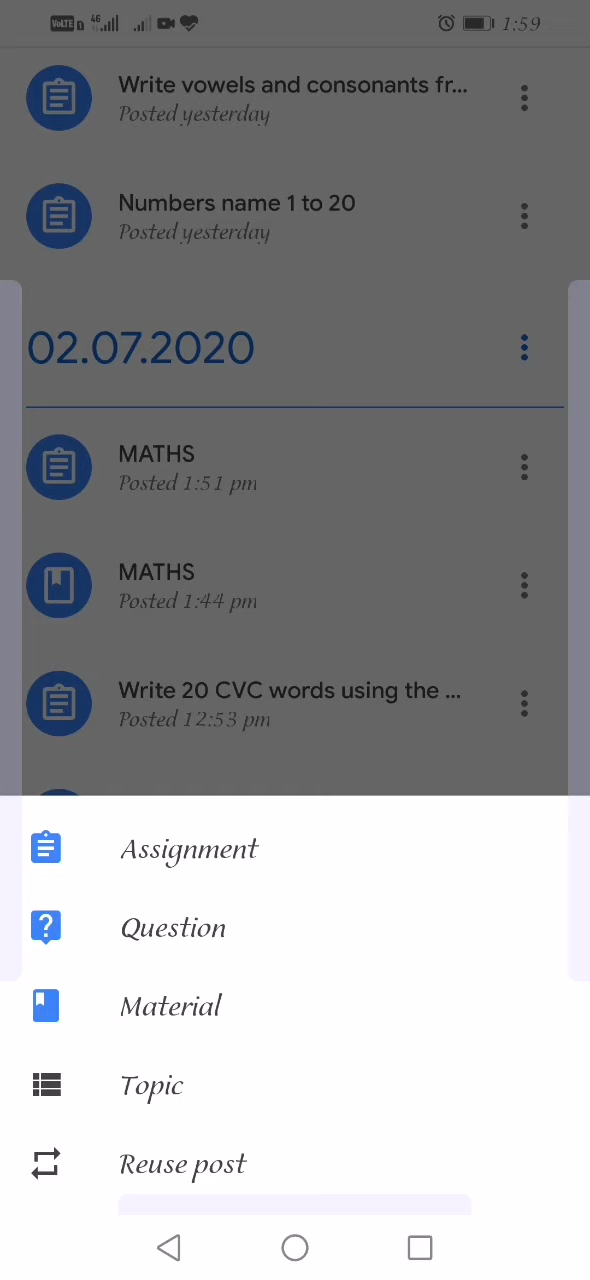 VoLTE 4G 1:59
Write vowels and consonants fr...
Posted yesterday
Numbers name 1 to 20
Posted yesterday
02.07.2020
MATHS
Posted 1:51 pm
MATHS
Posted 1:44 pm
Write 20 CVC words using the ...
Posted 12:53 pm
Assignment
? Question
Material
Topic
Reuse post